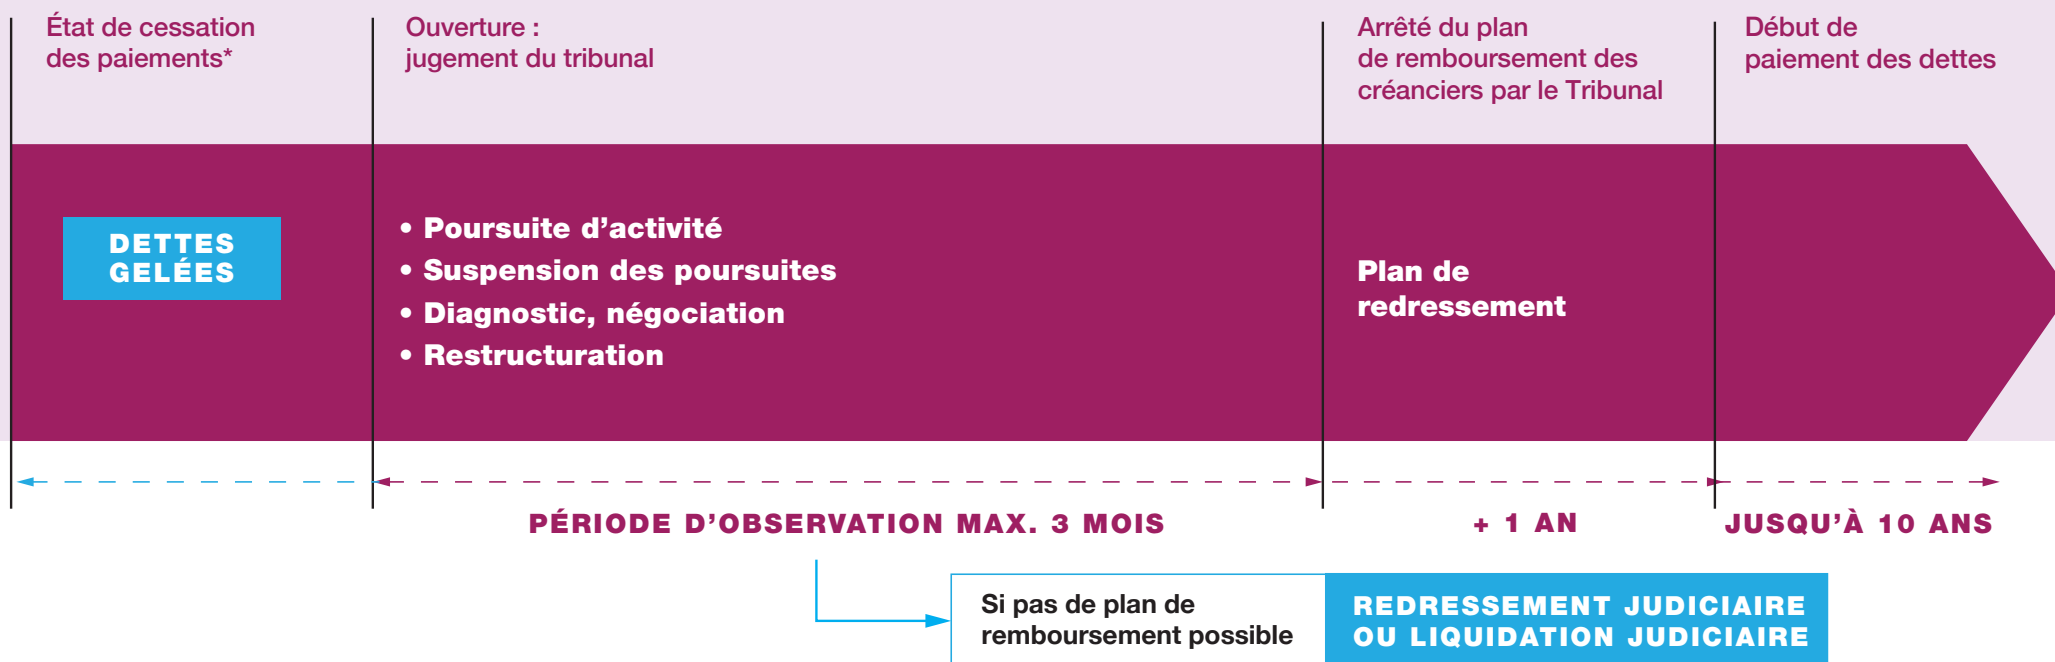 État de cessation
des paiements*
Ouverture :
jugement du tribunal
Arrêté du plan
de remboursement des
créanciers par le Tribunal
Début de
paiement des dettes
DETTES
GELÉES
• Poursuite d’activité
• Suspension des poursuites
• Diagnostic, négociation
• Restructuration
Plan de
redressement
PÉRIODE D’OBSERVATION MAX. 3 MOIS
+ 1 AN
JUSQU’À 10 ANS
Si pas de plan de
remboursement possible
REDRESSEMENT JUDICIAIRE
OU LIQUIDATION JUDICIAIRE